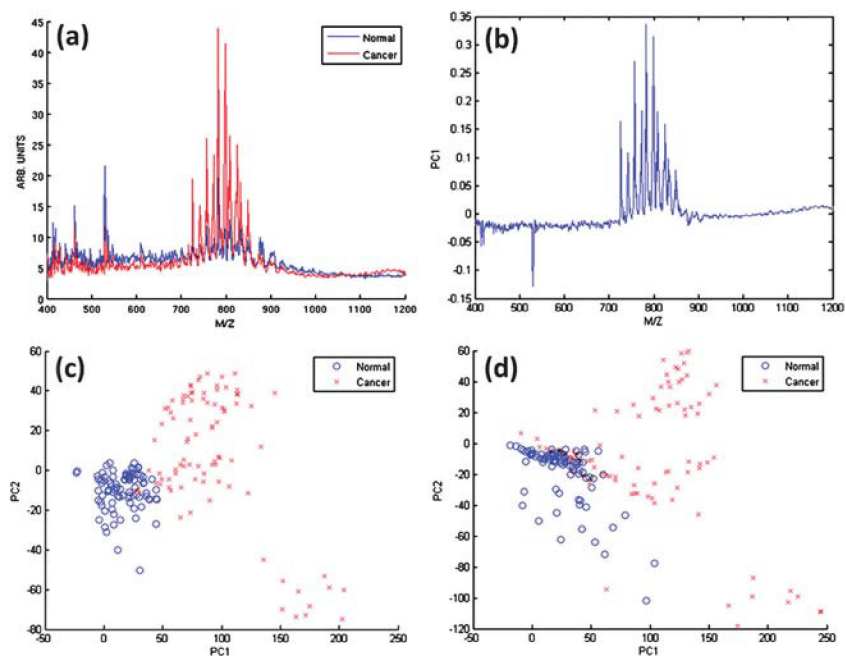 (a)
Normal
Cancer
45
40
35
30
25
20
15
10
5
0
ARB. UNITS
400 500 600 700 800 900 1000 1100 1200
M/Z
(b)
0.35
0.3
0.25
0.2
0.15
0.1
0.05
0
-0.05
-0.1
-0.15
PC1
400 500 600 700 800 900 1000 1100 1200
M/Z
(c)
Normal
Cancer
60
40
20
0
-20
-40
-60
-80
PC2
-50 0 50 100 150 200 250
PC1
(d)
Normal
Cancer
60
40
20
0
-20
-40
-60
-80
-100
-120
PC2
-50 0 50 100 150 200 250
PC1